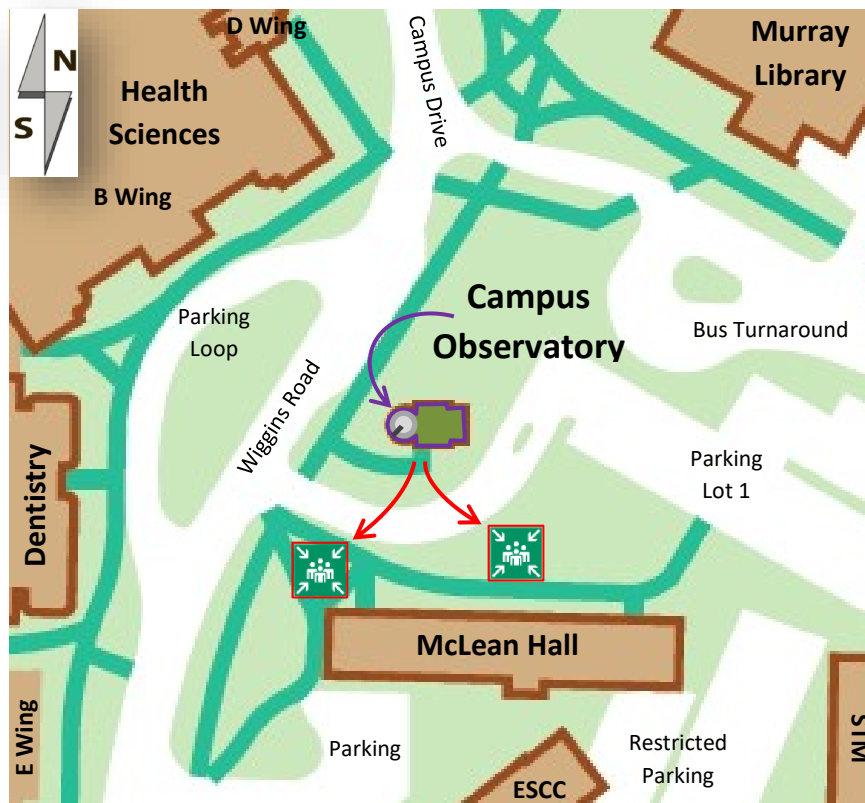 D Wing
N
S
Health
Sciences
B Wing
Campus Drive
Murray
Library
Campus
Observatory
Parking
Loop
Bus Turnaround
Wiggins Road
Parking
Lot 1
Dentistry
McLean Hall
E Wing
Parking
ESCC
Restricted
Parking
STM